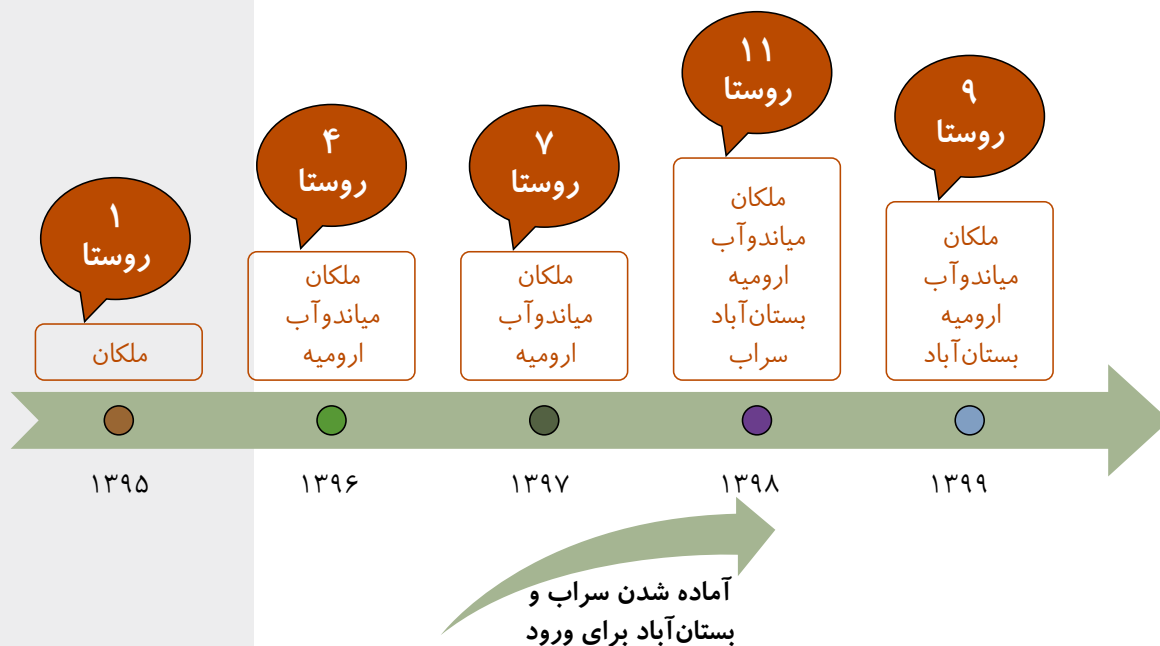 ۱
روستا
ملکان
۱۳۹۵
۴
روستا
ملکان
میاندوآب
ارومیه
۱۳۹۶
۷
روستا
ملکان
میاندوآب
ارومیه
۱۳۹۷
۱۱
روستا
ملکان
میاندوآب
ارومیه
بستان‌آباد
سراب
۱۳۹۸
۹
روستا
ملکان
میاندوآب
ارومیه
بستان‌آباد
۱۳۹۹
آماده شدن سراب و
بستان‌آباد برای ورود